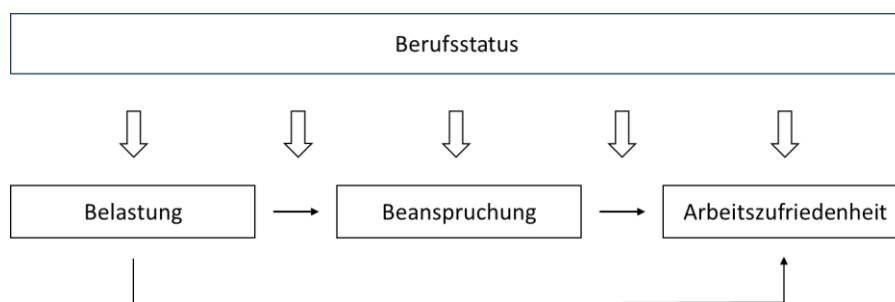 Berufsstatus
Belastung
Beanspruchung
Arbeitszufriedenheit